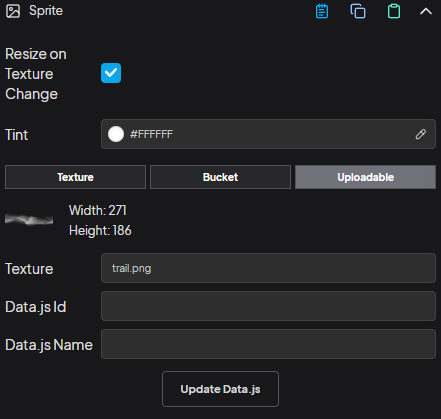 Sprite
Resize on
Texture
Change
Tint
#FFFFFF
Texture
Bucket
Uploadable
Width: 271
Height: 186
Texture
trail.png
Data.js Id
Data.js Name
Update Data.js